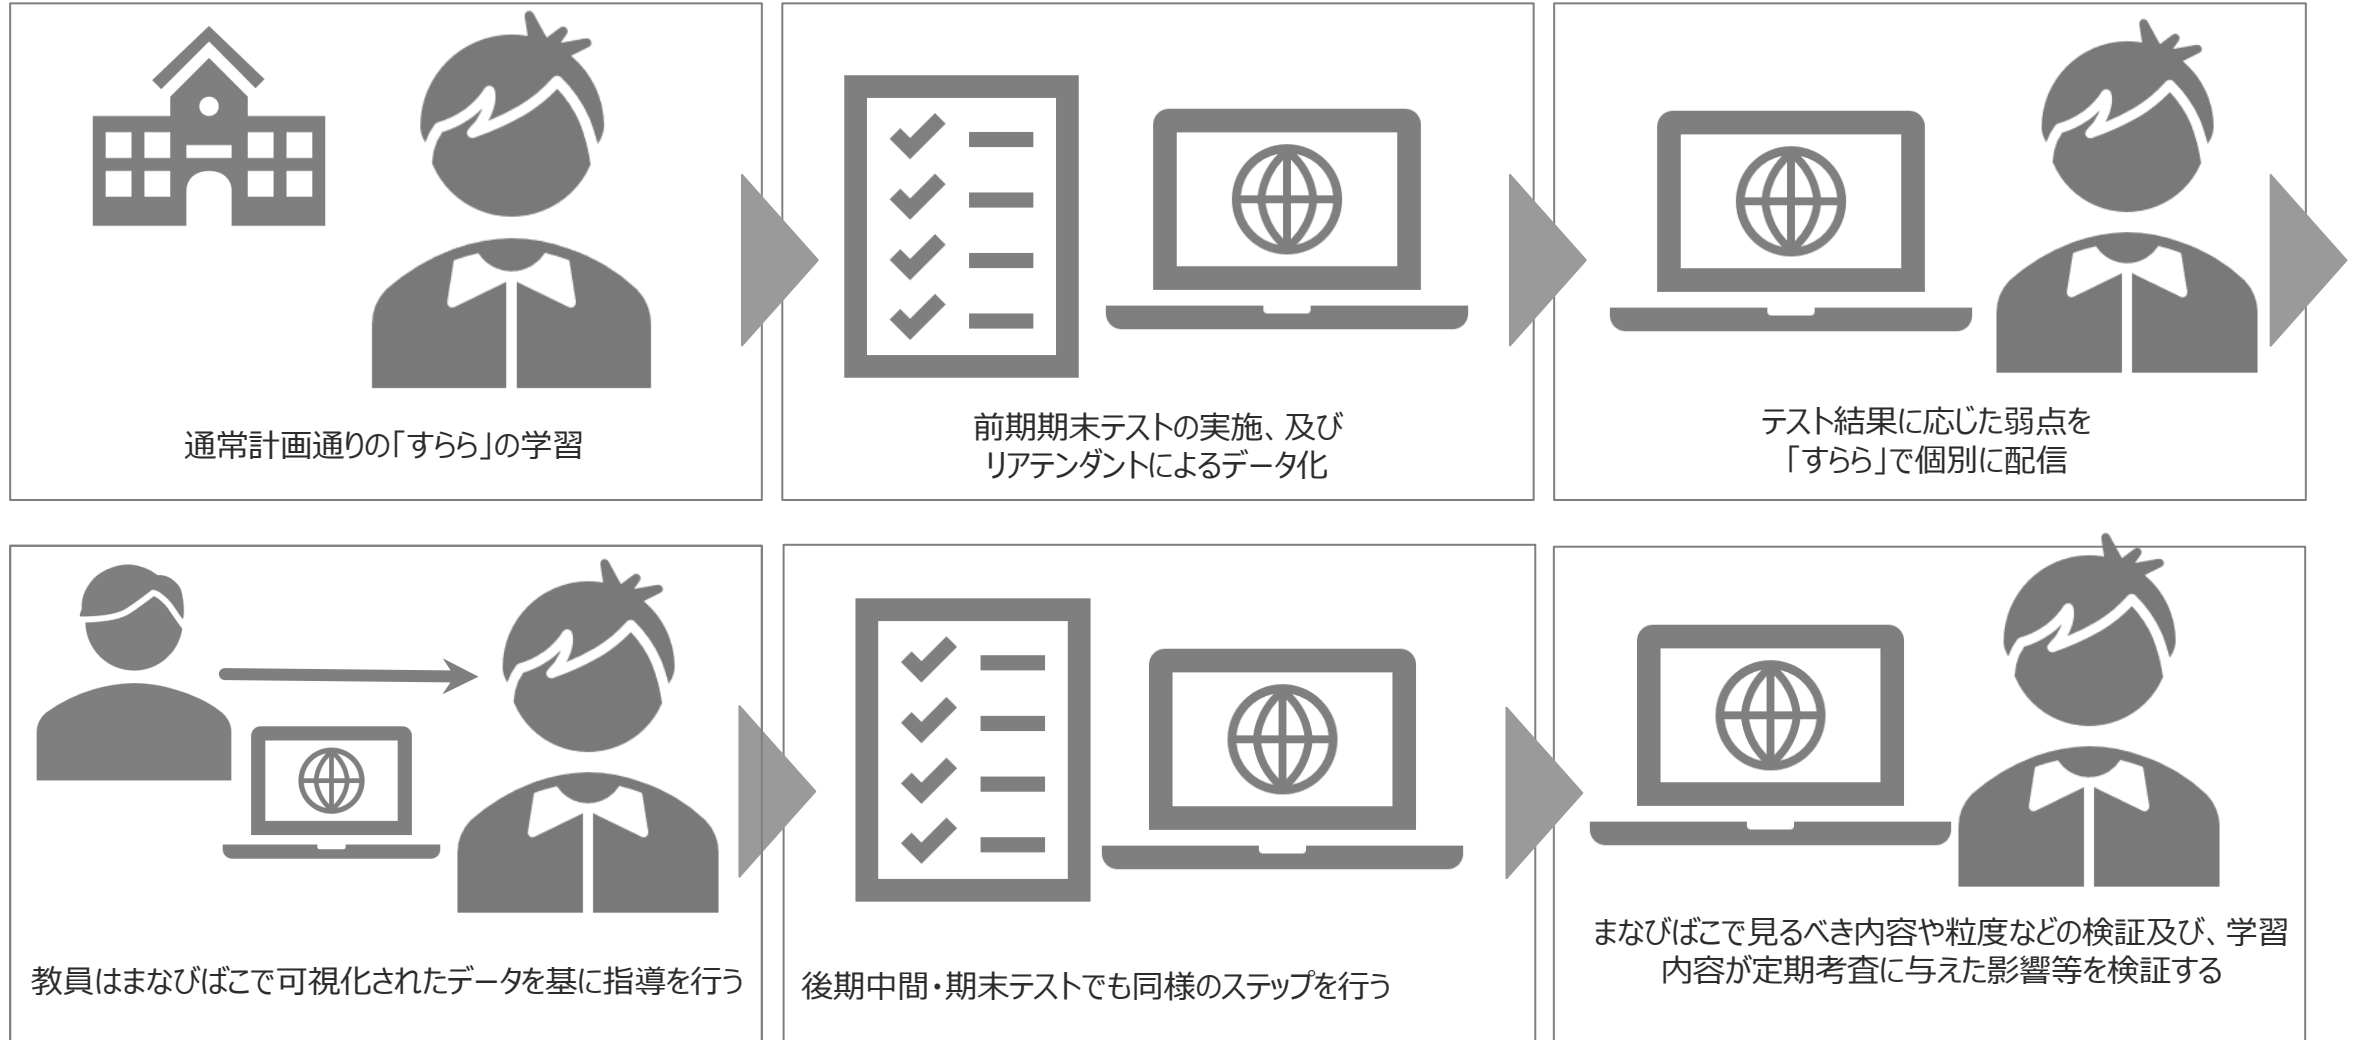 通常計画通りの「すらら」の学習
前期期末テストの実施、及び
リアテンダントによるデータ化
テスト結果に応じた弱点を
「すらら」で個別に配信
教員はまなびばこで可視化されたデータを基に指導を行う
後期中間・期末テストでも同様のステップを行う
まなびばこで見るべき内容や粒度などの検証及び、学習
内容が定期考査に与えた影響等を検証する